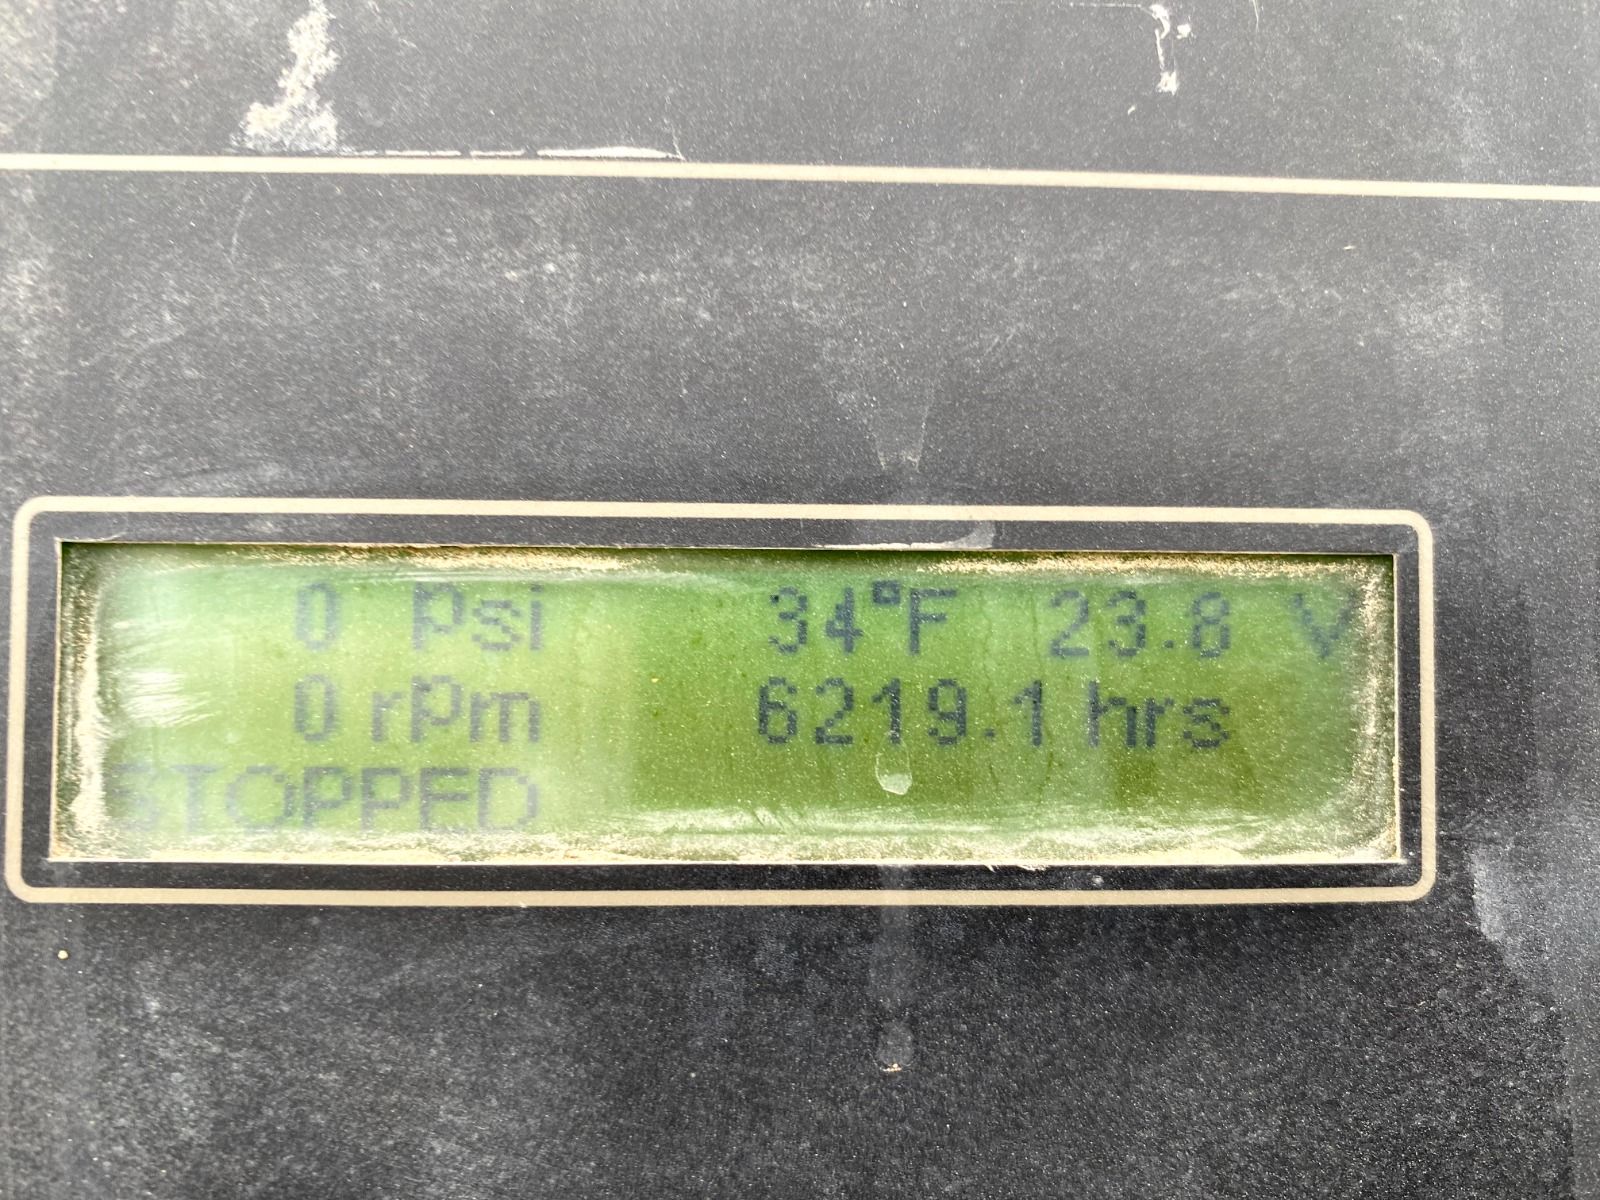 0 psi 34°F 23.8 V
0 rpm 6219.1 hrs
STOPPED